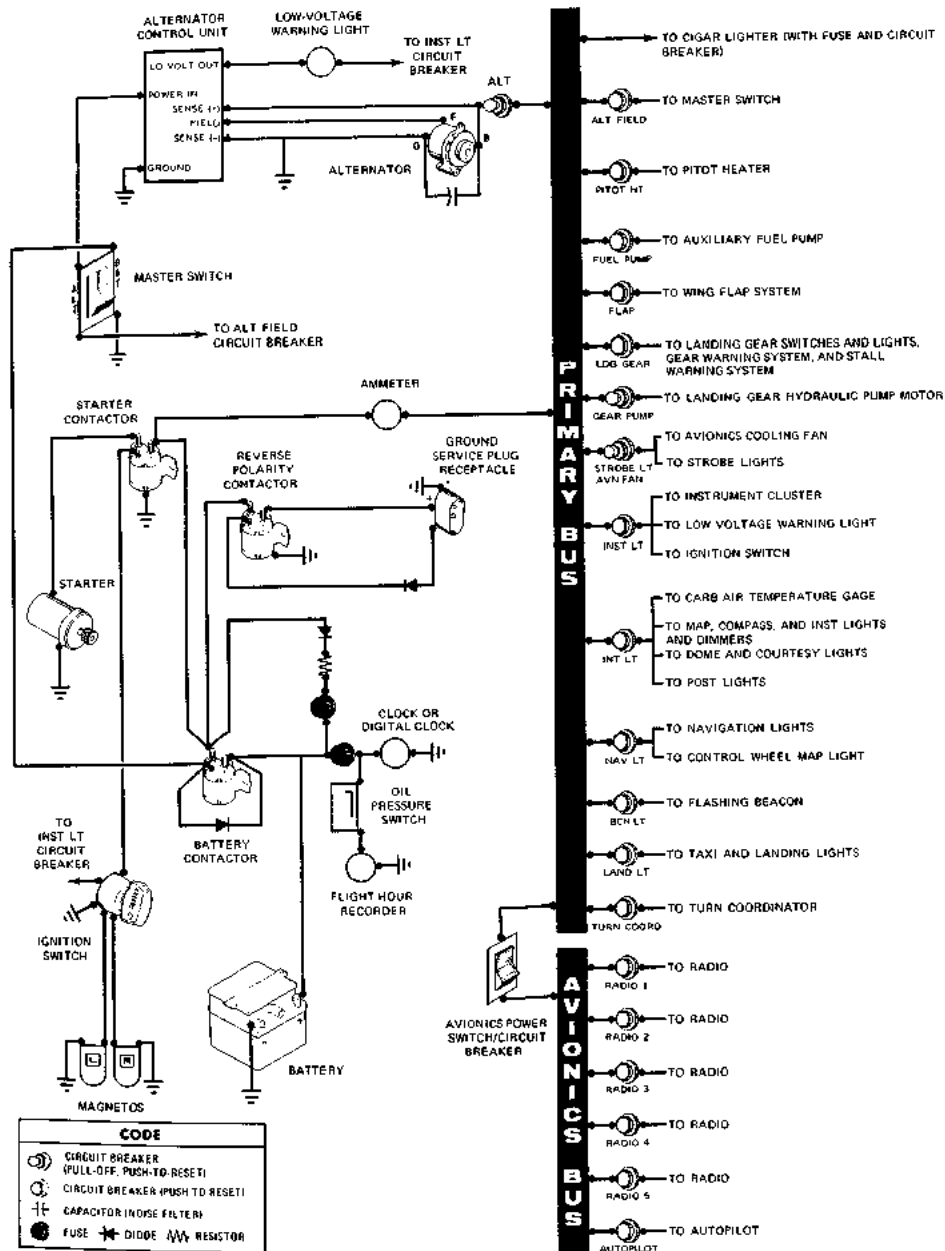 ALTERNATOR
CONTROL UNIT
LOW-VOLTAGE
WARNING LIGHT
LO VOLT OUT
POWER IN
SENSE (+)
FIELD
SENSE (-)
GROUND
TO INST LT
CIRCUIT
BREAKER
ALT
F
B
G
ALTERNATOR
MASTER SWITCH
TO ALT FIELD
CIRCUIT BREAKER
STARTER
CONTACTOR
AMMETER
REVERSE
POLARITY
CONTACTOR
GROUND
SERVICE PLUG
RECEPTACLE
STARTER
CLOCK OR
DIGITAL CLOCK
OIL
PRESSURE
SWITCH
BATTERY
CONTACTOR
FLIGHT HOUR
RECORDER
TO
INST LT
CIRCUIT
BREAKER
IGNITION
SWITCH
L
R
MAGNETOS
BATTERY
AVIONICS POWER
SWITCH/CIRCUIT
BREAKER
CODE
CIRCUIT BREAKER
(PULL-OFF, PUSH-TO-RESET)
CIRCUIT BREAKER (PUSH TO RESET)
CAPACITOR (NOISE FILTER)
FUSE DIODE RESISTOR
PRIMARY BUS
TO CIGAR LIGHTER (WITH FUSE AND CIRCUIT
BREAKER)
TO MASTER SWITCH
ALT FIELD
TO PITOT HEATER
PITOT HT
TO AUXILIARY FUEL PUMP
FUEL PUMP
TO WING FLAP SYSTEM
FLAP
TO LANDING GEAR SWITCHES AND LIGHTS,
GEAR WARNING SYSTEM, AND STALL
WARNING SYSTEM
LDG GEAR
TO LANDING GEAR HYDRAULIC PUMP MOTOR
GEAR PUMP
TO AVIONICS COOLING FAN
TO STROBE LIGHTS
STROBE LT
AVN FAN
TO INSTRUMENT CLUSTER
TO LOW VOLTAGE WARNING LIGHT
INST LT
TO IGNITION SWITCH
TO CARB AIR TEMPERATURE GAGE
TO MAP, COMPASS, AND INST LIGHTS
AND DIMMERS
TO DOME AND COURTESY LIGHTS
INT LT
TO POST LIGHTS
TO NAVIGATION LIGHTS
TO CONTROL WHEEL MAP LIGHT
NAV LT
TO FLASHING BEACON
BCN LT
TO TAXI AND LANDING LIGHTS
LAND LT
TO TURN COORDINATOR
TURN COORD
AVIONICS BUS
TO RADIO
RADIO 1
TO RADIO
RADIO 2
TO RADIO
RADIO 3
TO RADIO
RADIO 4
TO RADIO
RADIO 5
TO AUTOPILOT
AUTOPILOT